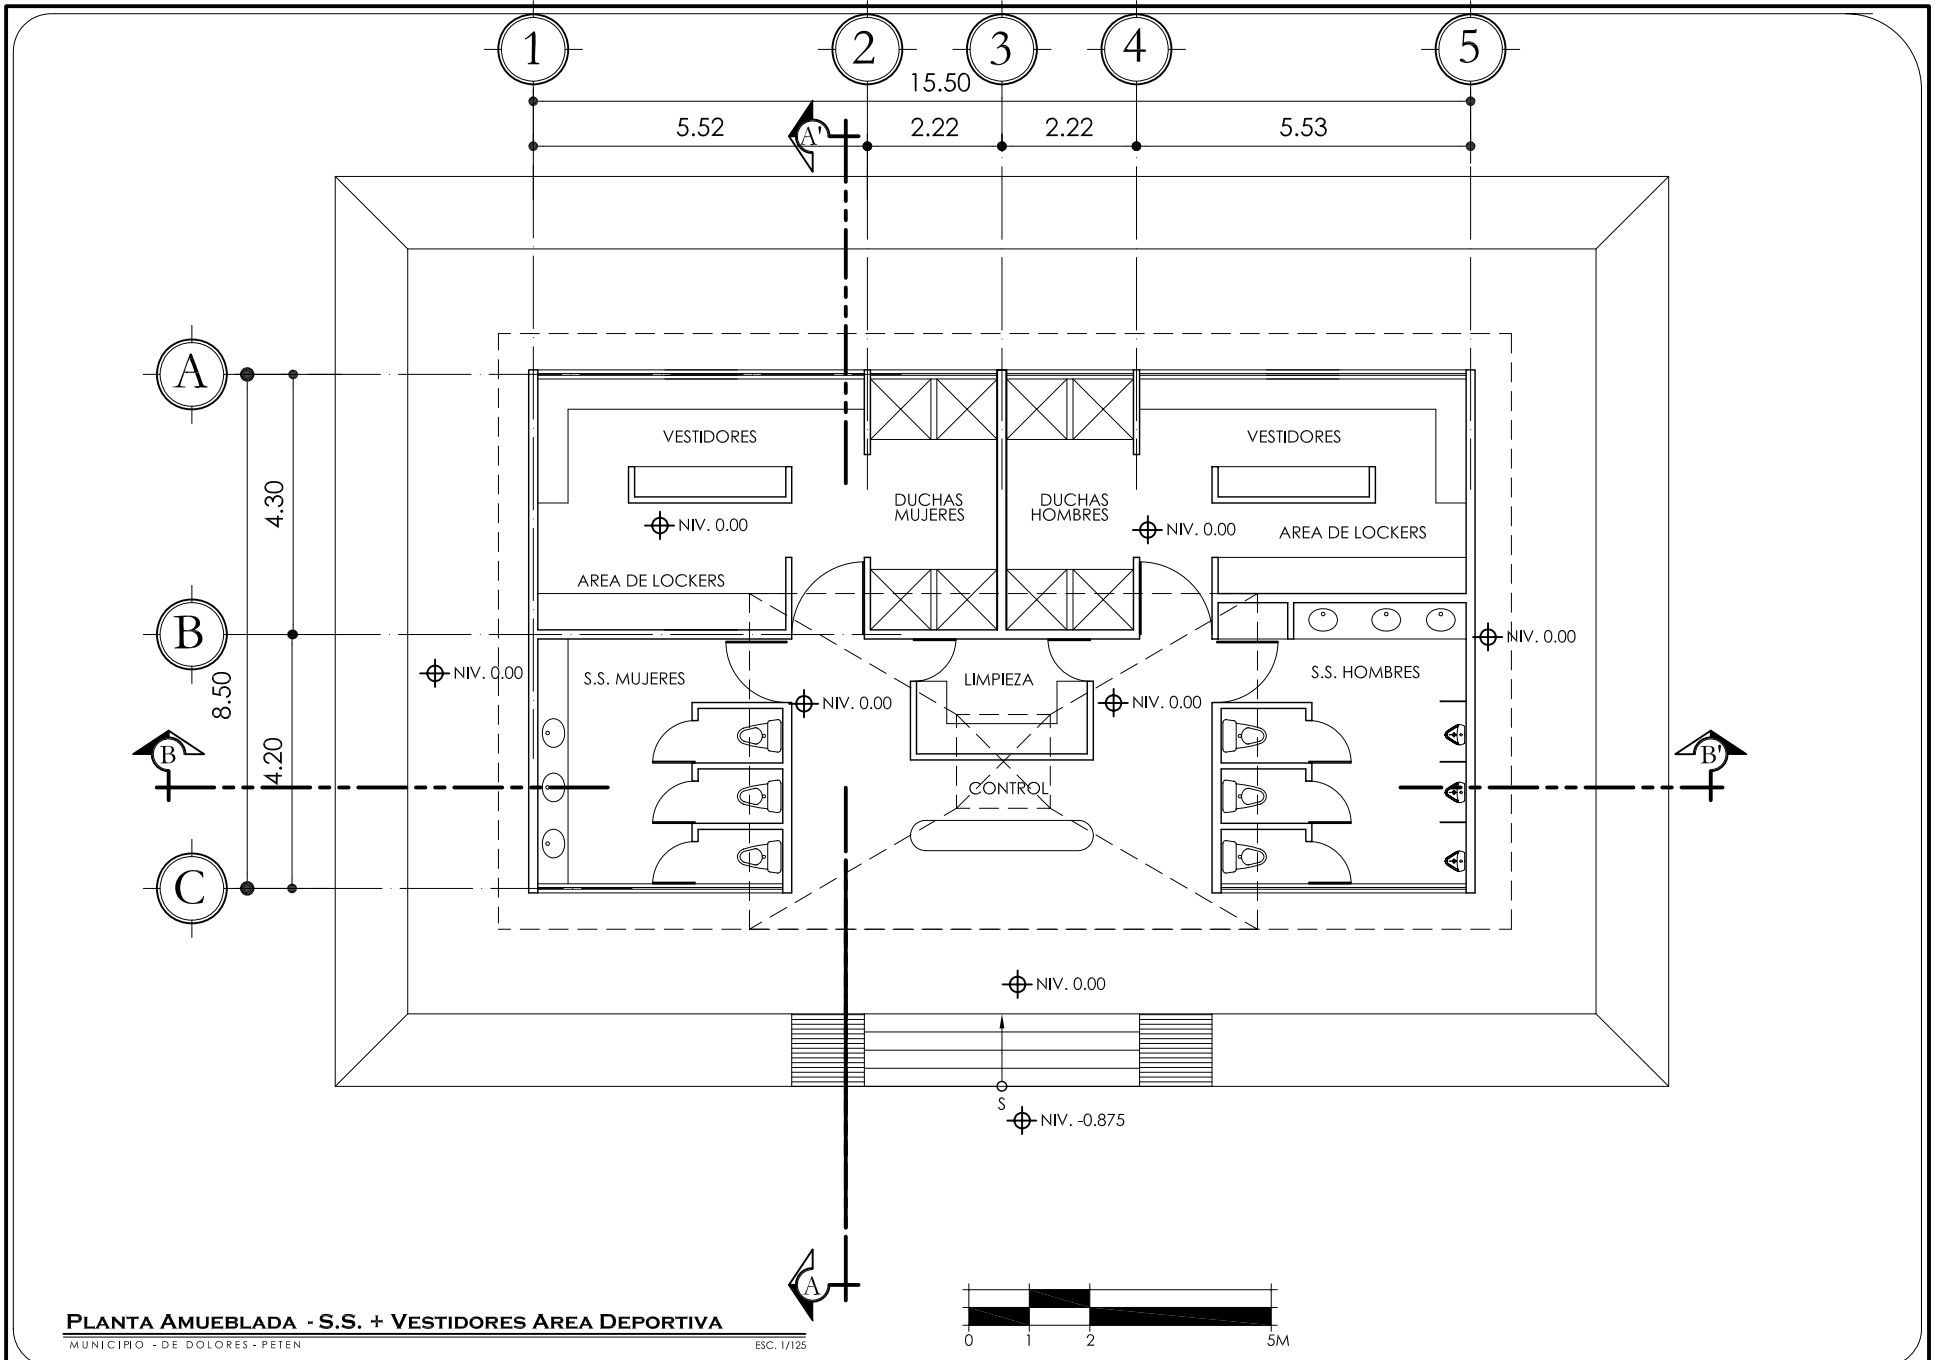 1 2 3 4 5
15.50
5.52 2.22 2.22 5.53
A'
A
VESTIDORES VESTIDORES
DUCHAS
MUJERES
DUCHAS
HOMBRES
4.30
NIV. 0.00
NIV. 0.00
AREA DE LOCKERS
AREA DE LOCKERS
B
NIV. 0.00
NIV. 0.00
S.S. MUJERES
LIMPIEZA
S.S. HOMBRES
8.50
NIV. 0.00
NIV. 0.00
B
B'
4.20
CONTROL
C
NIV. 0.00
S
NIV. -0.875
A
PLANTA AMUEBLADA - S.S. + VESTIDORES AREA DEPORTIVA
MUNICIPIO - DE DOLORES - PETEN
ESC. 1/125
0 1 2 5M